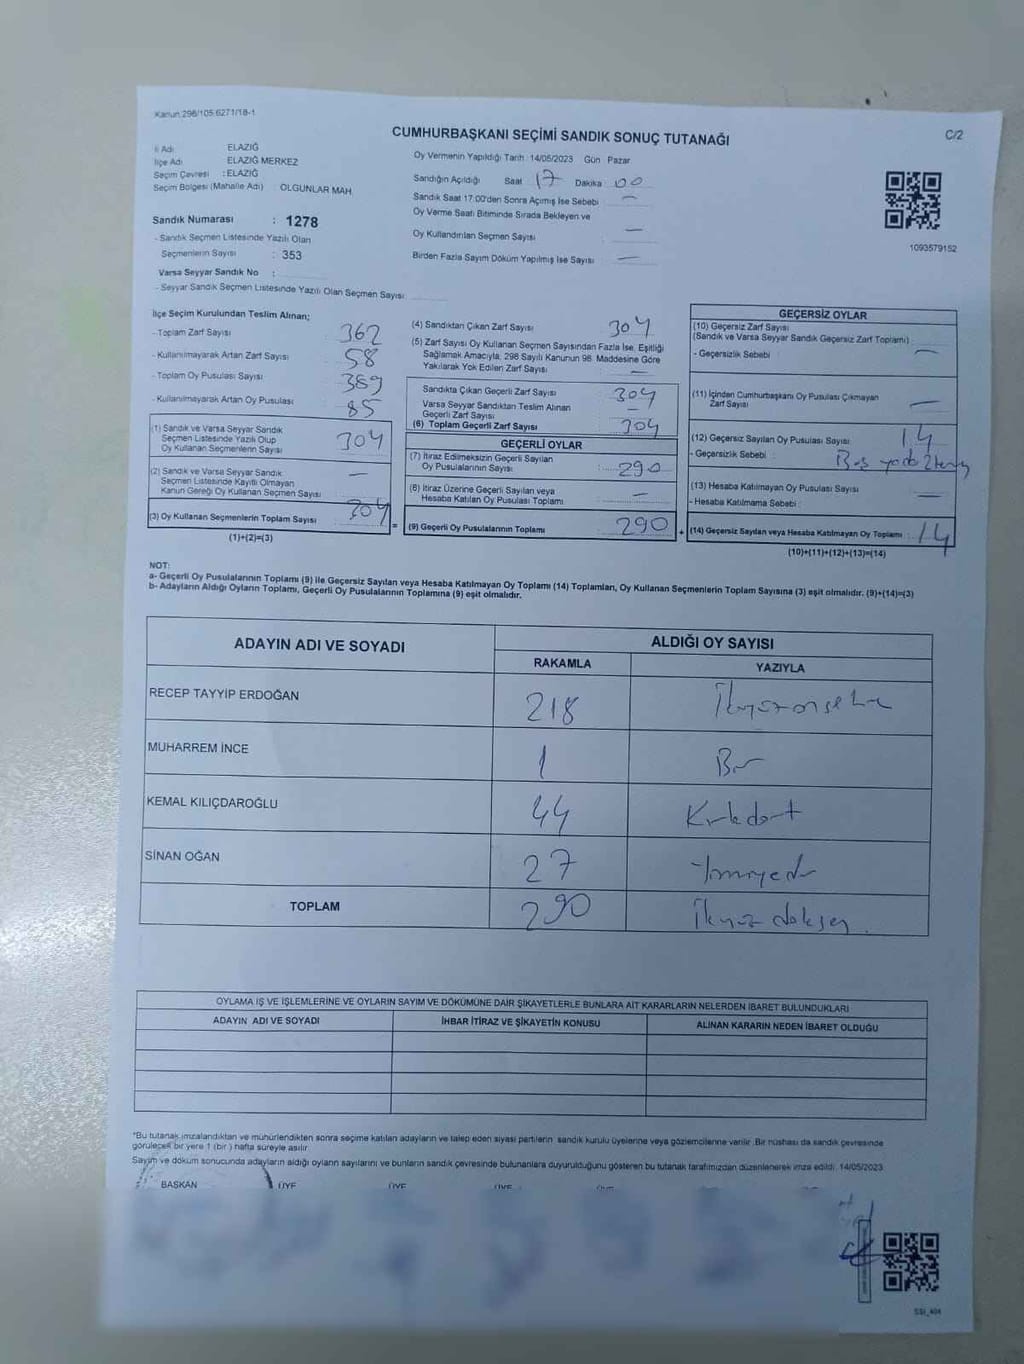 Kanun:298/105.6271/18-1
CUMHURBAŞKANI SEÇİMİ SANDIK SONUÇ TUTANAĞI
C/2
İl Adı : ELAZIĞ
İlçe Adı : ELAZIĞ MERKEZ
Seçim Çevresi : ELAZIĞ
Seçim Bölgesi (Mahalle Adı) : OLGUNLAR MAH.
Sandık Numarası : 1278
- Sandık Seçmen Listesinde Yazılı Olan
Seçmenlerin Sayısı : 353
Varsa Seyyar Sandık No :
- Seyyar Sandık Seçmen Listesinde Yazılı Olan Seçmen Sayısı:
Oy Vermenin Yapıldığı Tarih : 14/05/2023 Gün Pazar
Sandığın Açıldığı Saat 17 Dakika 00
Sandık Saat 17:00'den Sonra Açılmış İse Sebebi : —
Oy Verme Saati Bitiminde Sırada Bekleyen ve
Oy Kullandırılan Seçmen Sayısı : —
Birden Fazla Sayım Döküm Yapılmış İse Sayısı : —
1093579152
İlçe Seçim Kurulundan Teslim Alınan;
- Toplam Zarf Sayısı : 362
- Kullanılmayarak Artan Zarf Sayısı : 58
- Toplam Oy Pusulası Sayısı : 389
- Kullanılmayarak Artan Oy Pusulası : 85
(1) Sandık ve Varsa Seyyar Sandık
Seçmen Listesinde Yazılı Olup
Oy Kullanan Seçmenlerin Sayısı : 304
(2) Sandık ve Varsa Seyyar Sandık
Seçmen Listesinde Kayıtlı Olmayan
Kanun Gereği Oy Kullanan Seçmen Sayısı : —
(3) Oy Kullanan Seçmenlerin Toplam Sayısı : 304
(1)+(2)=(3)
=
(4) Sandıktan Çıkan Zarf Sayısı : 304
(5) Zarf Sayısı Oy Kullanan Seçmen Sayısından Fazla İse, Eşitliği
Sağlamak Amacıyla, 298 Sayılı Kanunun 98. Maddesine Göre
Yakılarak Yok Edilen Zarf Sayısı : —
Sandıkta Çıkan Geçerli Zarf Sayısı : 304
Varsa Seyyar Sandıktan Teslim Alınan
Geçerli Zarf Sayısı : —
(6) Toplam Geçerli Zarf Sayısı : 304
GEÇERLİ OYLAR
(7) İtiraz Edilmeksizin Geçerli Sayılan
Oy Pusulalarının Sayısı : 290
(8) İtiraz Üzerine Geçerli Sayılan veya
Hesaba Katılan Oy Pusulası Toplamı : —
(9) Geçerli Oy Pusulalarının Toplamı : 290
+
GEÇERSİZ OYLAR
(10) Geçersiz Zarf Sayısı
(Sandık ve Varsa Seyyar Sandık Geçersiz Zarf Toplamı) :
- Geçersizlik Sebebi : —
(11) İçinden Cumhurbaşkanı Oy Pusulası Çıkmayan
Zarf Sayısı : —
(12) Geçersiz Sayılan Oy Pusulası Sayısı : 14
- Geçersizlik Sebebi : Boş
(13) Hesaba Katılmayan Oy Pusulası Sayısı : —
- Hesaba Katılmama Sebebi :
(14) Geçersiz Sayılan veya Hesaba Katılmayan Oy Toplamı : 14
(10)+(11)+(12)+(13)=(14)
NOT:
a- Geçerli Oy Pusulalarının Toplamı (9) ile Geçersiz Sayılan veya Hesaba Katılmayan Oy Toplamı (14) Toplamları, Oy Kullanan Seçmenlerin Toplam Sayısına (3) eşit olmalıdır. (9)+(14)=(3)
b- Adayların Aldığı Oyların Toplamı, Geçerli Oy Pusulalarının Toplamına (9) eşit olmalıdır.
ADAYIN ADI VE SOYADI ALDIĞI OY SAYISI
RAKAMLA YAZIYLA
RECEP TAYYİP ERDOĞAN 218 İkiyüzonsekiz
MUHARREM İNCE 1 Bir
KEMAL KILIÇDAROĞLU 44 Kırkdört
SİNAN OĞAN 27 Yirmiyedi
TOPLAM 290 İkiyüz doksan.
OYLAMA İŞ VE İŞLEMLERİNE VE OYLARIN SAYIM VE DÖKÜMÜNE DAİR ŞİKAYETLERLE BUNLARA AİT KARARLARIN NELERDEN İBARET BULUNDUKLARI
ADAYIN ADI VE SOYADI İHBAR İTİRAZ VE ŞİKAYETİN KONUSU ALINAN KARARIN NEDEN İBARET OLDUĞU
*Bu tutanak imzalandıktan ve mühürlendikten sonra seçime katılan adayların ve talep eden siyasi partilerin sandık kurulu üyelerine veya gözlemcilerine verilir. Bir nüshası da sandık çevresinde
görülecek bir yere 1 (bir) hafta süreyle asılır.
Sayım ve döküm sonucunda adayların aldığı oyların sayılarını ve bunların sandık çevresinde bulunanlara duyurulduğunu gösteren bu tutanak tarafımızdan düzenlenerek imza edildi. 14/05/2023
BAŞKAN ÜYE ÜYE ÜYE